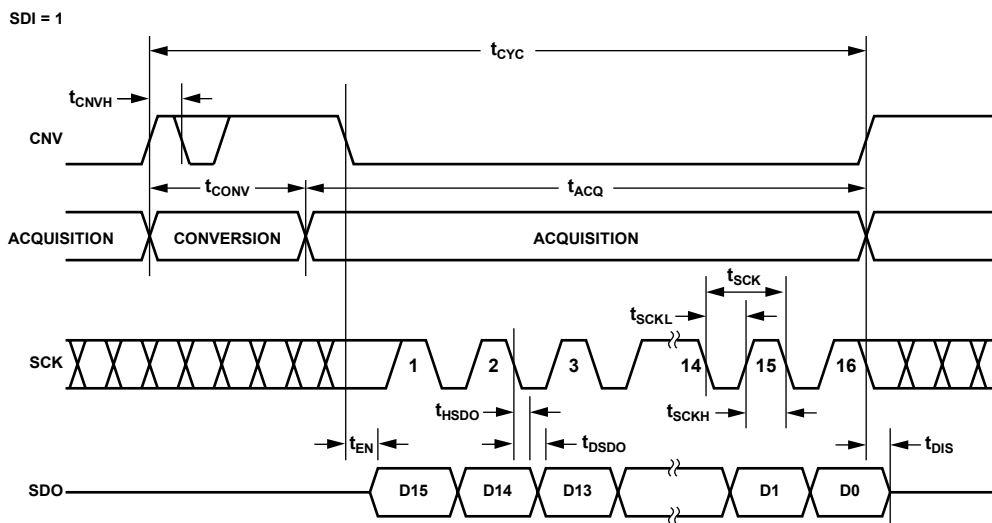 SDI = 1
tCYC
tCNVH
CNV
tCONV
tACQ
ACQUISITION
CONVERSION
ACQUISITION
tSCK
tSCKL
SCK
1
2
3
14
15
16
tHSDO
tSCKH
tEN
tDSDO
tDIS
SDO
D15
D14
D13
D1
D0